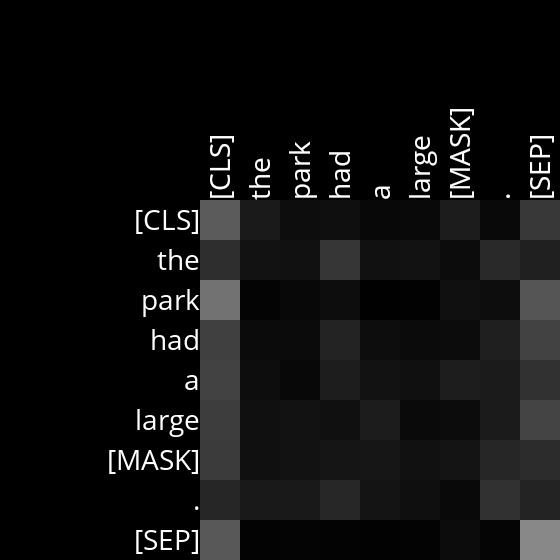 [CLS] the park had a large [MASK] . [SEP]
[CLS]
the
park
had
a
large
[MASK]
.
[SEP]